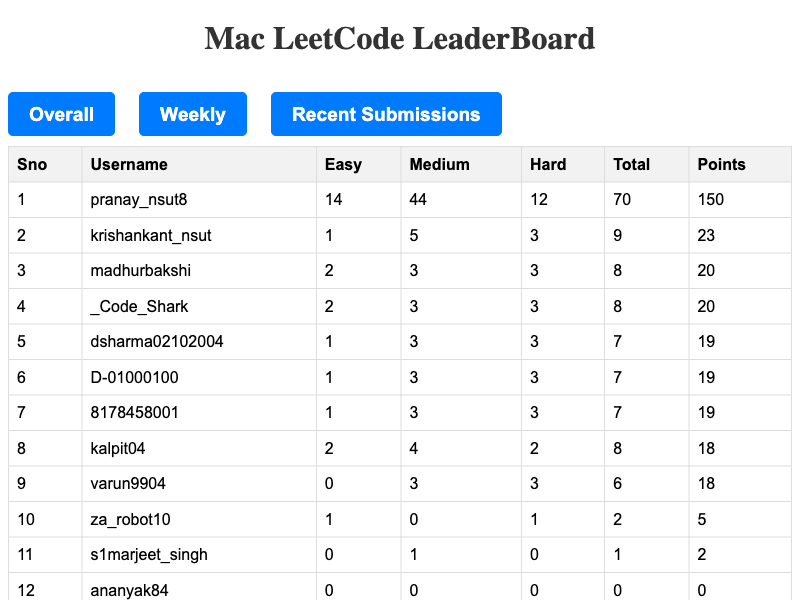 Mac LeetCode LeaderBoard
Overall Weekly Recent Submissions
Sno Username Easy Medium Hard Total Points
1 pranay_nsut8 14 44 12 70 150
2 krishankant_nsut 1 5 3 9 23
3 madhurbakshi 2 3 3 8 20
4 _Code_Shark 2 3 3 8 20
5 dsharma02102004 1 3 3 7 19
6 D-01000100 1 3 3 7 19
7 8178458001 1 3 3 7 19
8 kalpit04 2 4 2 8 18
9 varun9904 0 3 3 6 18
10 za_robot10 1 0 1 2 5
11 s1marjeet_singh 0 1 0 1 2
12 ananyak84 0 0 0 0 0